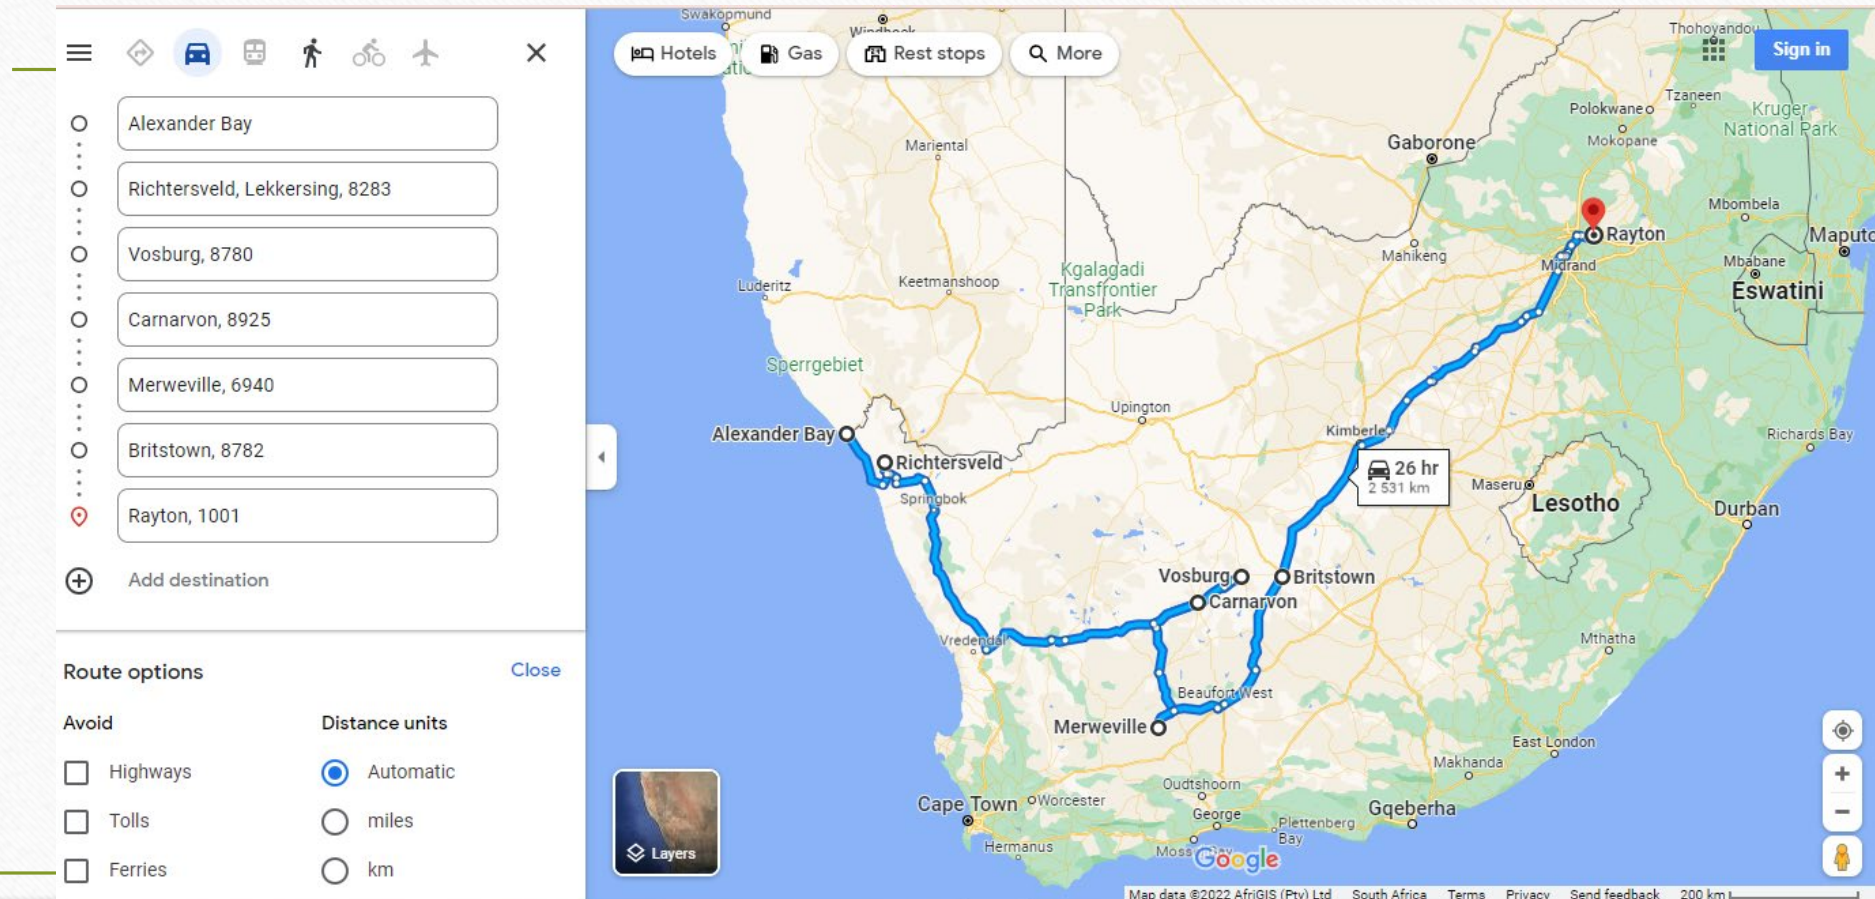 Alexander Bay
Richtersveld, Lekkersing, 8283
Vosburg, 8780
Carnarvon, 8925
Merweville, 6940
Britstown, 8782
Rayton, 1001
Add destination
Route options
Close
Avoid
Distance units
Highways
Automatic
Tolls
miles
Ferries
km
Hotels
Gas
Rest stops
More
Sign in
Swakopmund
Windhoek
Thohoyandou
Mariental
Gaborone
Polokwane
Tzaneen
Mokopane
Kruger
National Park
Luderitz
Keetmanshoop
Kgalagadi
Transfrontier
Park
Mahikeng
Rayton
Midrand
Mbombela
Maputo
Mbabane
Eswatini
Sperrgebiet
Upington
Alexander Bay
Richtersveld
Springbok
Kimberley
26 hr
2 531 km
Maseru
Lesotho
Richards Bay
Durban
Vosburg
Britstown
Carnarvon
Vredendal
Mthatha
Beaufort West
Merweville
East London
Makhanda
Oudtshoorn
Cape Town
Worcester
George
Gqeberha
Plettenberg
Bay
Hermanus
Google
Layers
Map data ©2022 AfriGIS (Pty) Ltd
South Africa
Terms
Privacy
Send feedback
200 km